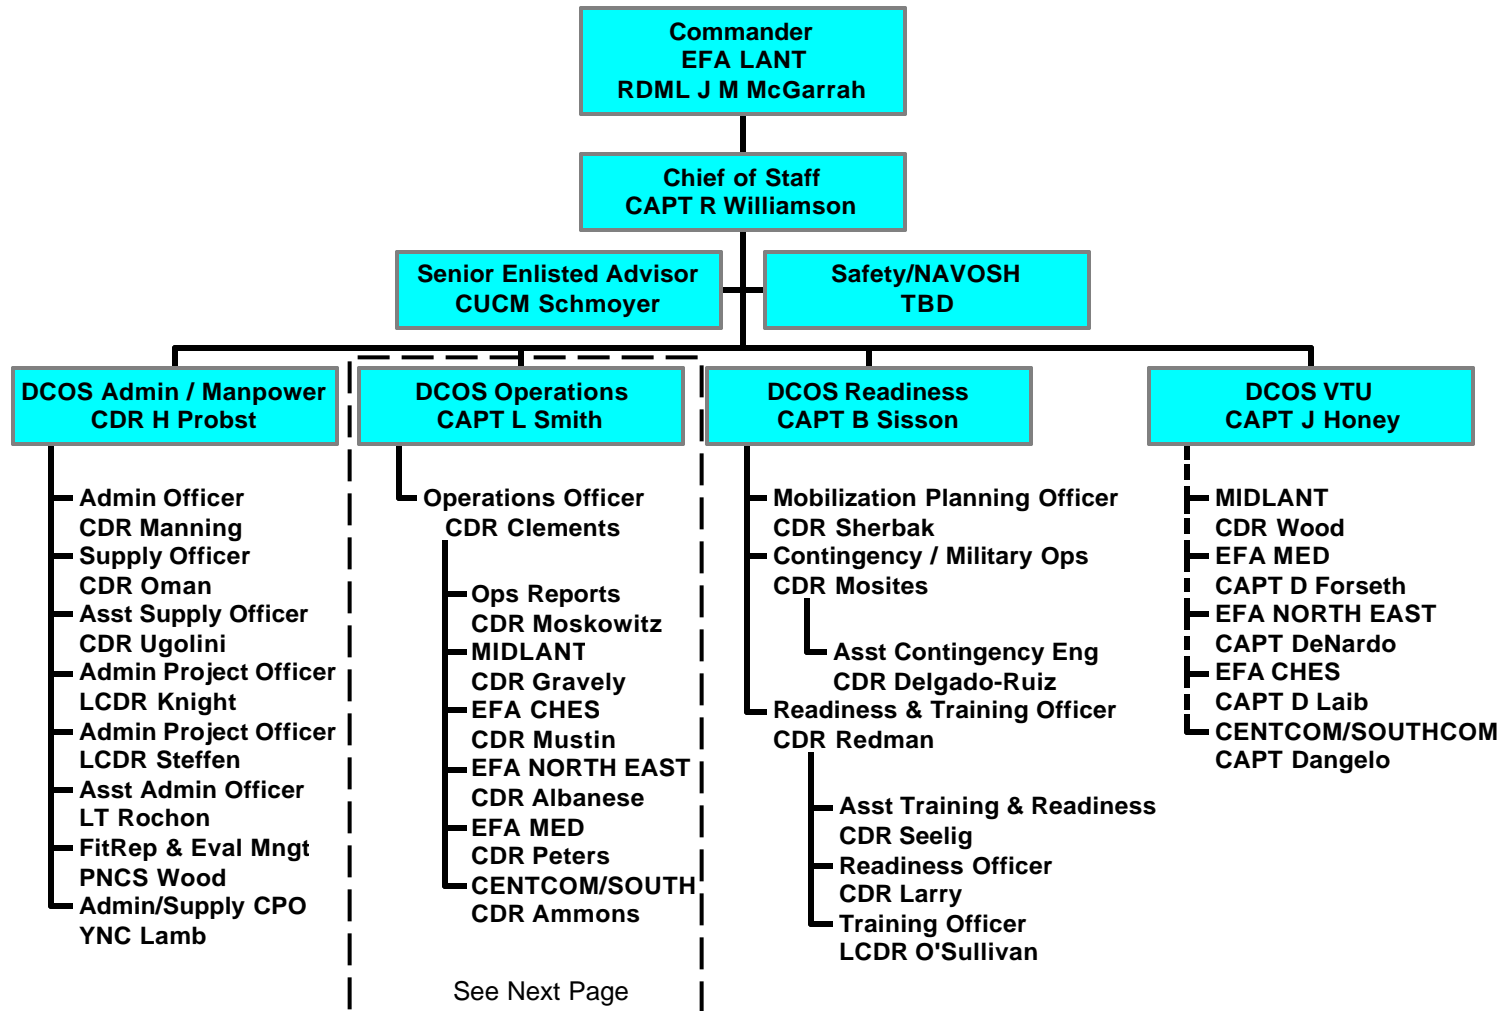 Commander
EFA LANT
RDML J M McGarrah
Chief of Staff
CAPT R Williamson
Senior Enlisted Advisor
CUCM Schmoyer
Safety/NAVOSH
TBD
DCOS Admin / Manpower
CDR H Probst
Admin Officer
CDR Manning
Supply Officer
CDR Oman
Asst Supply Officer
CDR Ugolini
Admin Project Officer
LCDR Knight
Admin Project Officer
LCDR Steffen
Asst Admin Officer
LT Rochon
FitRep & Eval Mngt
PNCS Wood
Admin/Supply CPO
YNC Lamb
DCOS Operations
CAPT L Smith
Operations Officer
CDR Clements
Ops Reports
CDR Moskowitz
MIDLANT
CDR Gravely
EFA CHES
CDR Mustin
EFA NORTH EAST
CDR Albanese
EFA MED
CDR Peters
CENTCOM/SOUTH
CDR Ammons
See Next Page
DCOS Readiness
CAPT B Sisson
Mobilization Planning Officer
CDR Sherbak
Contingency / Military Ops
CDR Mosites
Asst Contingency Eng
CDR Delgado-Ruiz
Readiness & Training Officer
CDR Redman
Asst Training & Readiness
CDR Seelig
Readiness Officer
CDR Larry
Training Officer
LCDR O'Sullivan
DCOS VTU
CAPT J Honey
MIDLANT
CDR Wood
EFA MED
CAPT D Forseth
EFA NORTH EAST
CAPT DeNardo
EFA CHES
CAPT D Laib
CENTCOM/SOUTHCOM
CAPT Dangelo